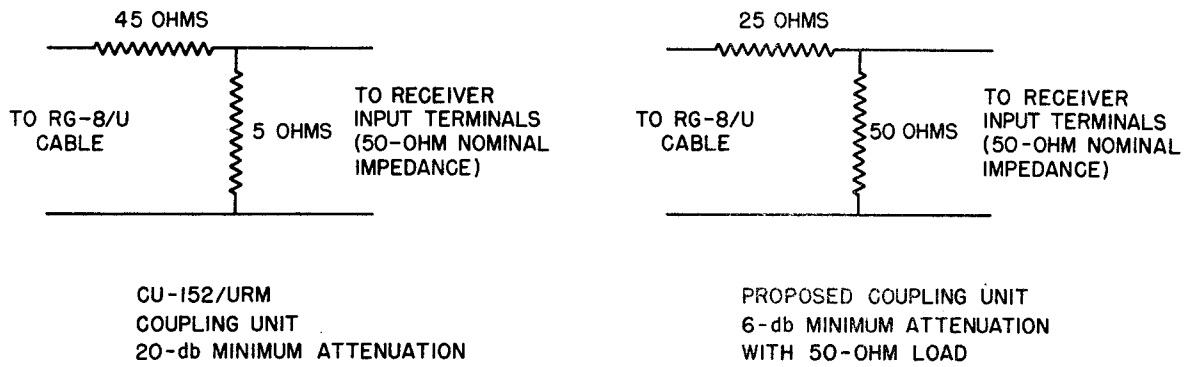 45 OHMS
TO RG-8/U
CABLE
5 OHMS
TO RECEIVER
INPUT TERMINALS
(50-OHM NOMINAL
IMPEDANCE)
CU-152/URM
COUPLING UNIT
20-db MINIMUM ATTENUATION
25 OHMS
TO RG-8/U
CABLE
50 OHMS
TO RECEIVER
INPUT TERMINALS
(50-OHM NOMINAL
IMPEDANCE)
PROPOSED COUPLING UNIT
6-db MINIMUM ATTENUATION
WITH 50-OHM LOAD